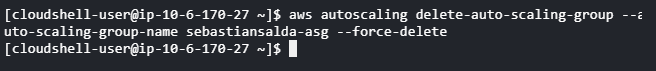 [cloudshell-user@ip-10-6-170-27 ~]$ aws autoscaling delete-auto-scaling-group --a
uto-scaling-group-name sebastiansalda-asg --force-delete
[cloudshell-user@ip-10-6-170-27 ~]$